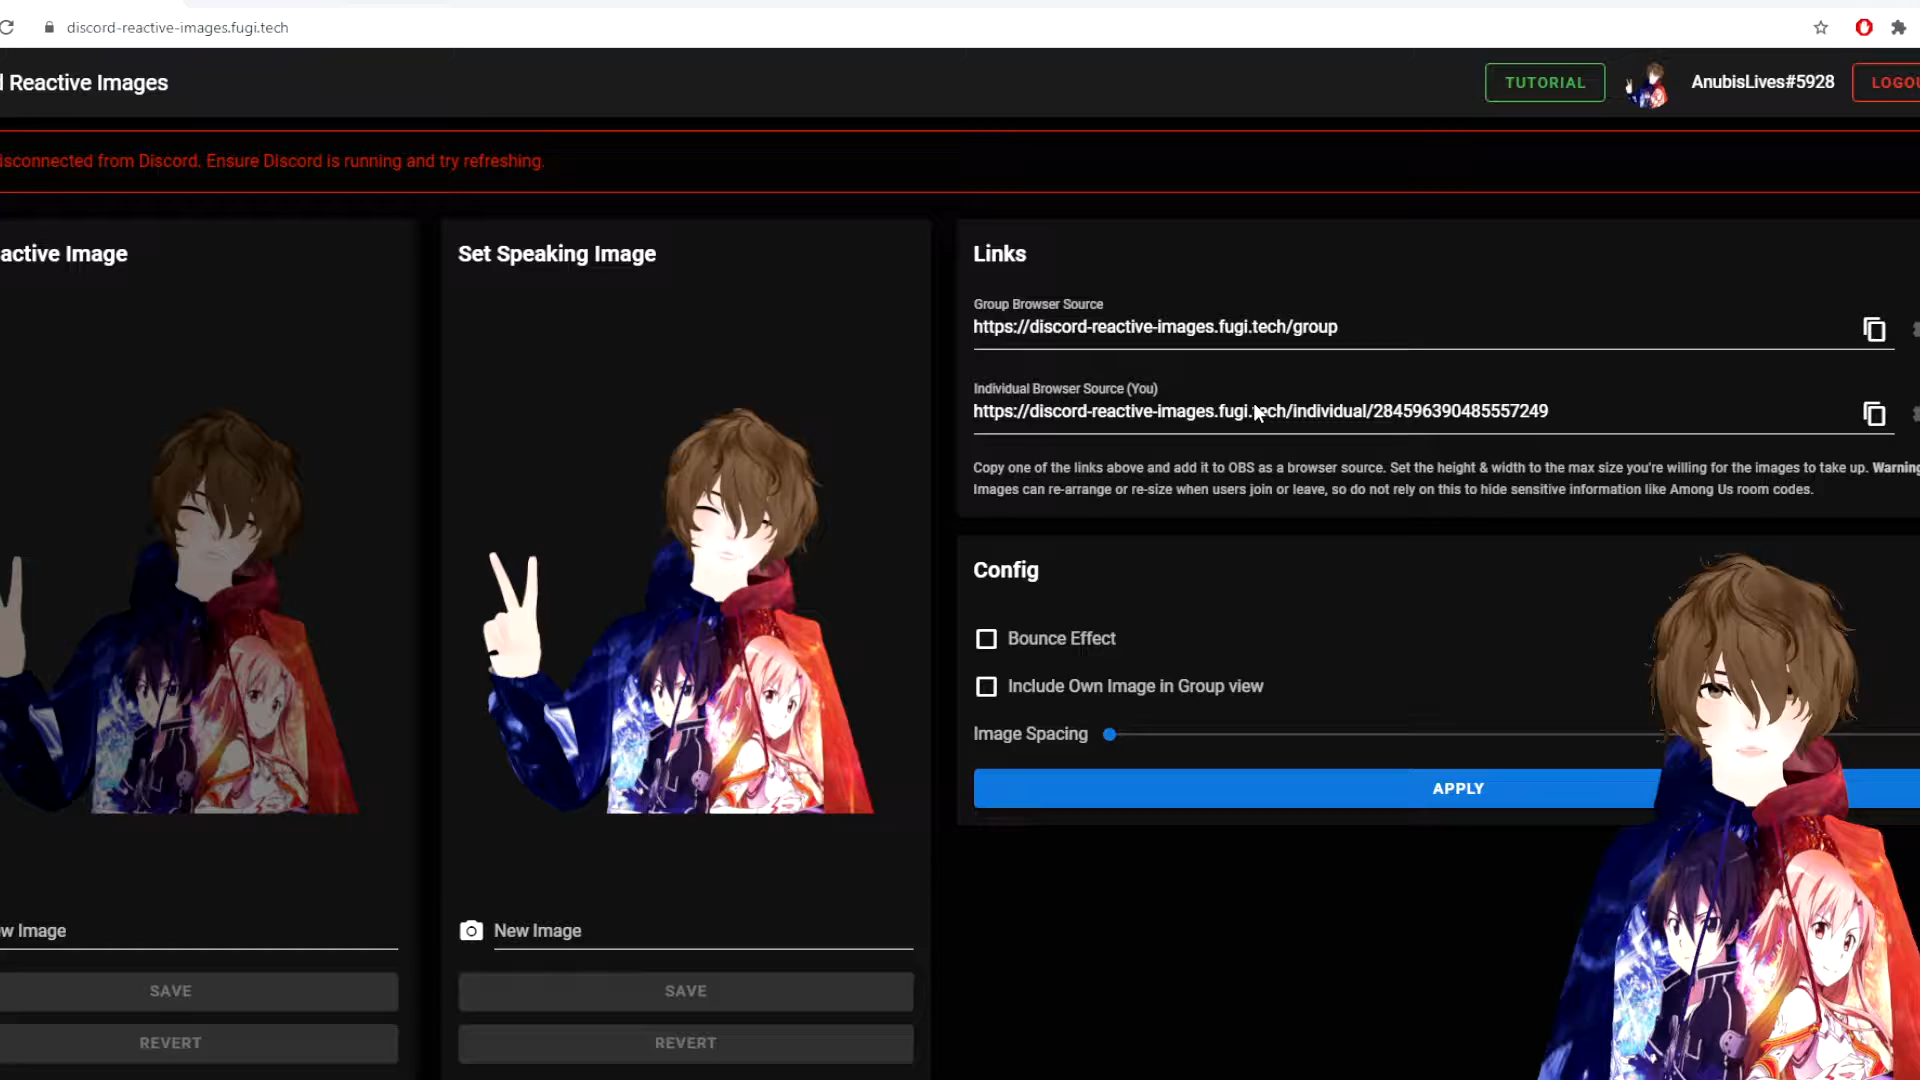 discord-reactive-images.fugi.tech
l Reactive Images
TUTORIAL
AnubisLives#5928
LOGOU
isconnected from Discord. Ensure Discord is running and try refreshing.
active Image
Set Speaking Image
Links
Group Browser Source
https://discord-reactive-images.fugi.tech/group
Individual Browser Source (You)
https://discord-reactive-images.fugi.tech/individual/284596390485557249
Copy one of the links above and add it to OBS as a browser source. Set the height & width to the max size you're willing for the images to take up. Warning
Images can re-arrange or re-size when users join or leave, so do not rely on this to hide sensitive information like Among Us room codes.
Config
Bounce Effect
Include Own Image in Group view
Image Spacing
APPLY
w Image
New Image
SAVE
SAVE
REVERT
REVERT